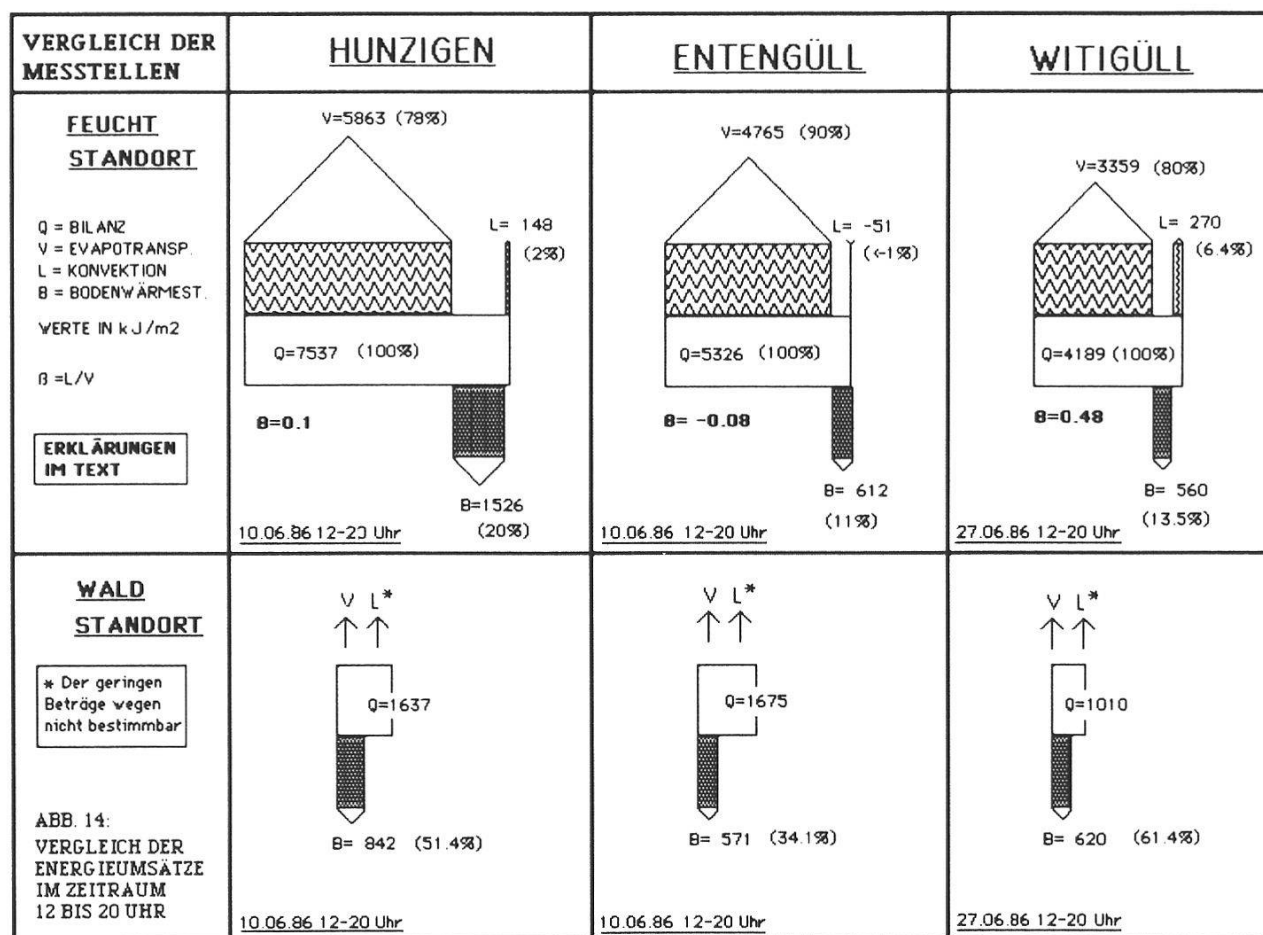 VERGLEICH DER
MESSTELLEN
HUNZIGEN
ENTENGÜLL
WITIGÜLL
FEUCHT
STANDORT
Q = BILANZ
V = EVAPOTRANSP.
L = KONVEKTION
B = BODENWÄRMEST.
WERTE IN kJ/m2
ß =L/V
ERKLÄRUNGEN
IM TEXT
V=5863 (78%)
L= 148
(2%)
Q=7537 (100%)
B=0.1
B=1526
(20%)
10.06.86 12-20 Uhr
V=4765 (90%)
L= -51
(<-1%)
Q=5326 (100%)
B= -0.08
B= 612
(11%)
10.06.86 12-20 Uhr
V=3359 (80%)
L= 270
(6.4%)
Q=4189 (100%)
B=0.48
B= 560
(13.5%)
27.06.86 12-20 Uhr
WALD
STANDORT
* Der geringen
Beträge wegen
nicht bestimmbar
ABB. 14:
VERGLEICH DER
ENERGIEUMSÄTZE
IM ZEITRAUM
12 BIS 20 UHR
V L*
Q=1637
B= 842 (51.4%)
10.06.86 12-20 Uhr
V L*
Q=1675
B= 571 (34.1%)
10.06.86 12-20 Uhr
V L*
Q=1010
B= 620 (61.4%)
27.06.86 12-20 Uhr